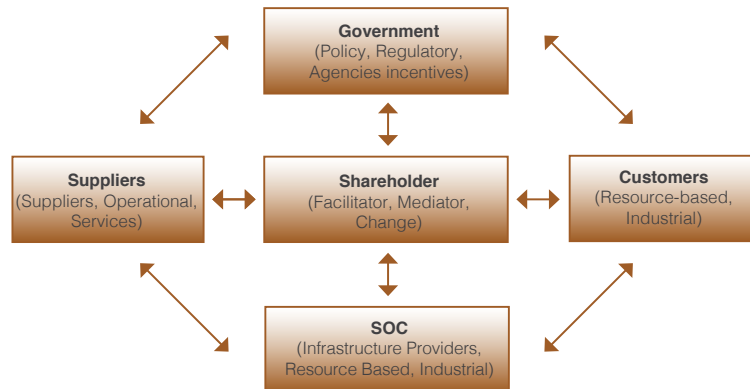 Government
(Policy, Regulatory,
Agencies incentives)
Suppliers
(Suppliers, Operational,
Services)
Shareholder
(Facilitator, Mediator,
Change)
Customers
(Resource-based,
Industrial)
SOC
(Infrastructure Providers,
Resource Based, Industrial)